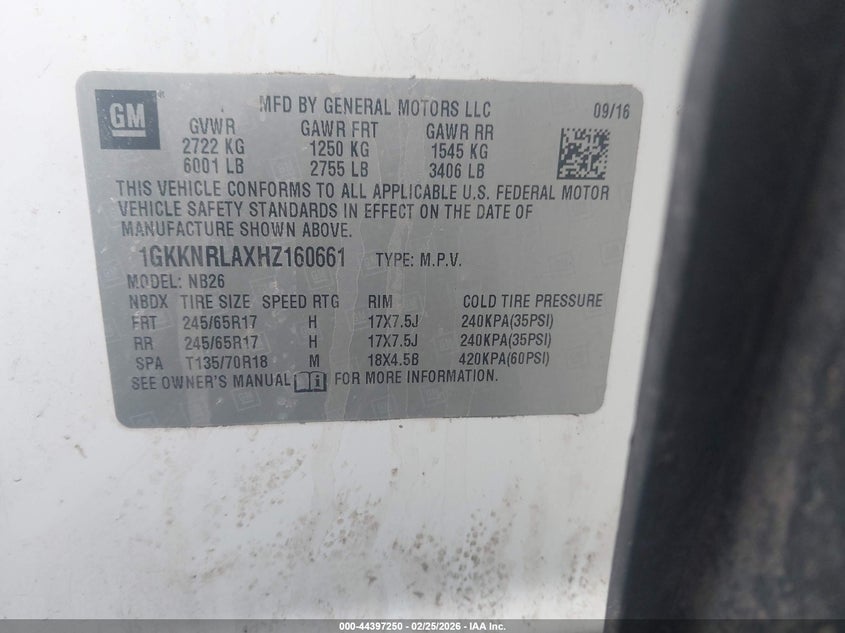 GM
MFD BY GENERAL MOTORS LLC 09/16
GVWR GAWR FRT GAWR RR
2722 KG 1250 KG 1545 KG
6001 LB 2755 LB 3406 LB
THIS VEHICLE CONFORMS TO ALL APPLICABLE U.S. FEDERAL MOTOR
VEHICLE SAFETY STANDARDS IN EFFECT ON THE DATE OF
MANUFACTURE SHOWN ABOVE.
1GKKNRLAXHZ160661 TYPE: M.P.V.
MODEL: NB26
NBDX TIRE SIZE SPEED RTG RIM COLD TIRE PRESSURE
FRT 245/65R17 H 17X7.5J 240KPA(35PSI)
RR 245/65R17 H 17X7.5J 240KPA(35PSI)
SPA T135/70R18 M 18X4.5B 420KPA(60PSI)
SEE OWNER'S MANUAL FOR MORE INFORMATION.
000-44397250 - 02/25/2026 - IAA Inc.